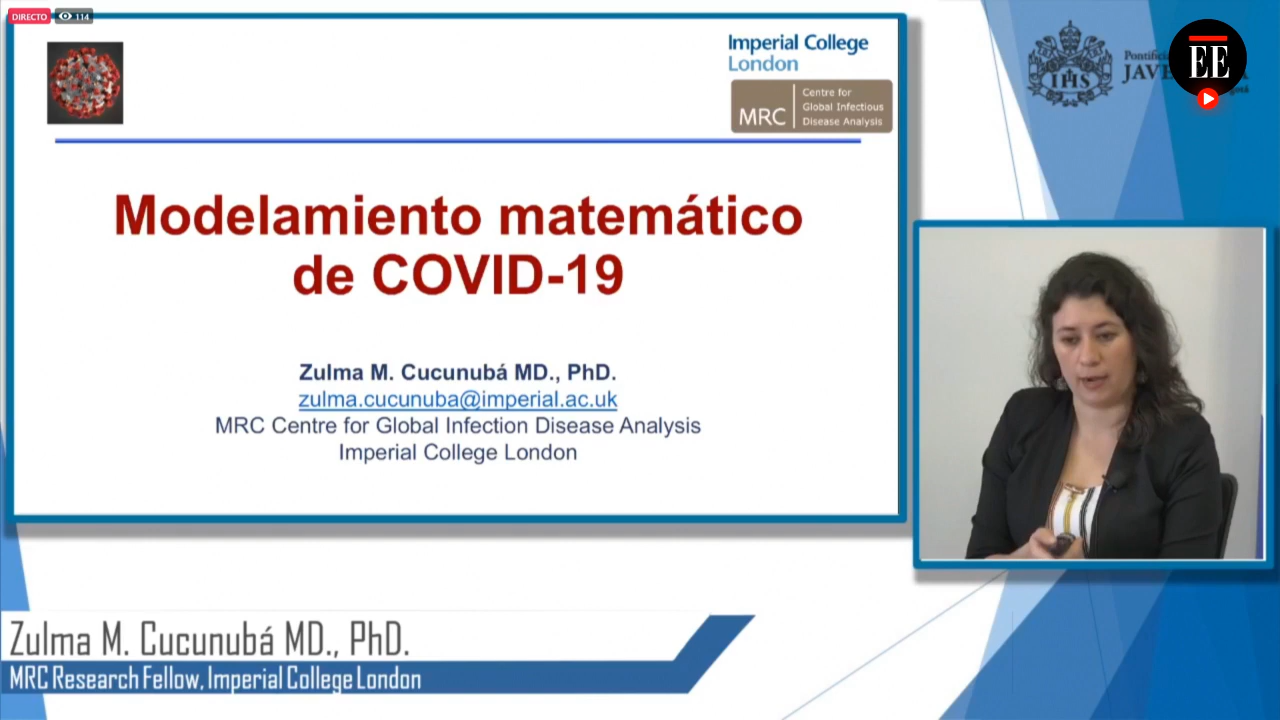 DIRECTO 114
Imperial College
London
MRC
Centre for
Global Infectious
Disease Analysis
IHS
Pontificia
EE
Modelamiento matemático
de COVID-19
Zulma M. Cucunubá MD., PhD.
zulma.cucunuba@imperial.ac.uk
MRC Centre for Global Infection Disease Analysis
Imperial College London
Zulma M. Cucunubá MD., PhD.
MRC Research Fellow, Imperial College London